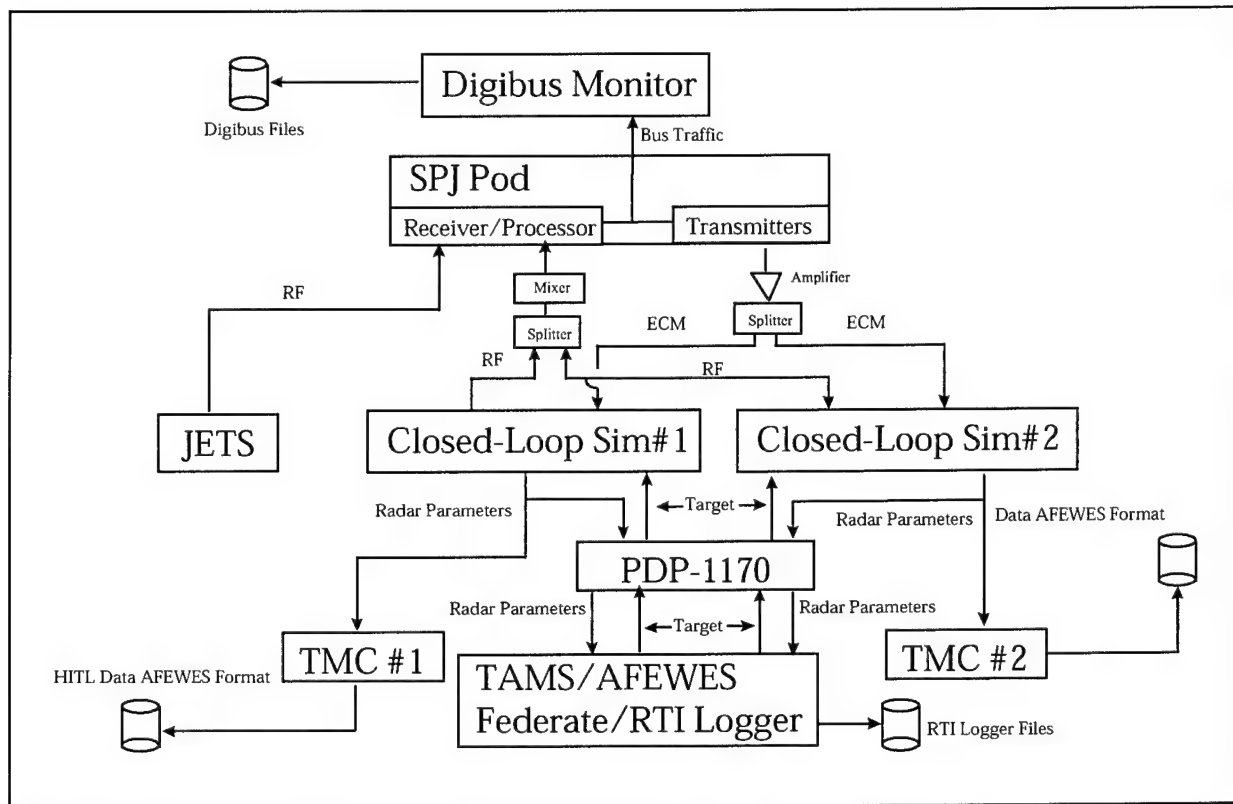 Digibus Monitor
Digibus Files
Bus Traffic
SPJ Pod
Receiver/Processor
Transmitters
Mixer
Amplifier
RF
Splitter
ECM
Splitter
ECM
RF
RF
JETS
Closed-Loop Sim#1
Closed-Loop Sim#2
Radar Parameters
Target
Radar Parameters
Data AFEWES Format
PDP-1170
Radar Parameters
Target
Radar Parameters
TMC #1
TMC #2
HITL Data AFEWES Format
TAMS/AFEWES
Federate/RTI Logger
RTI Logger Files